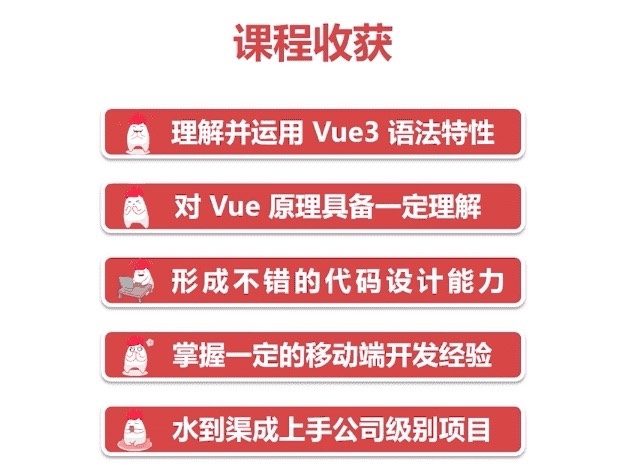 课程收获
理解并运用 Vue3 语法特性
对 Vue 原理具备一定理解
形成不错的代码设计能力
掌握一定的移动端开发经验
水到渠成上手公司级别项目